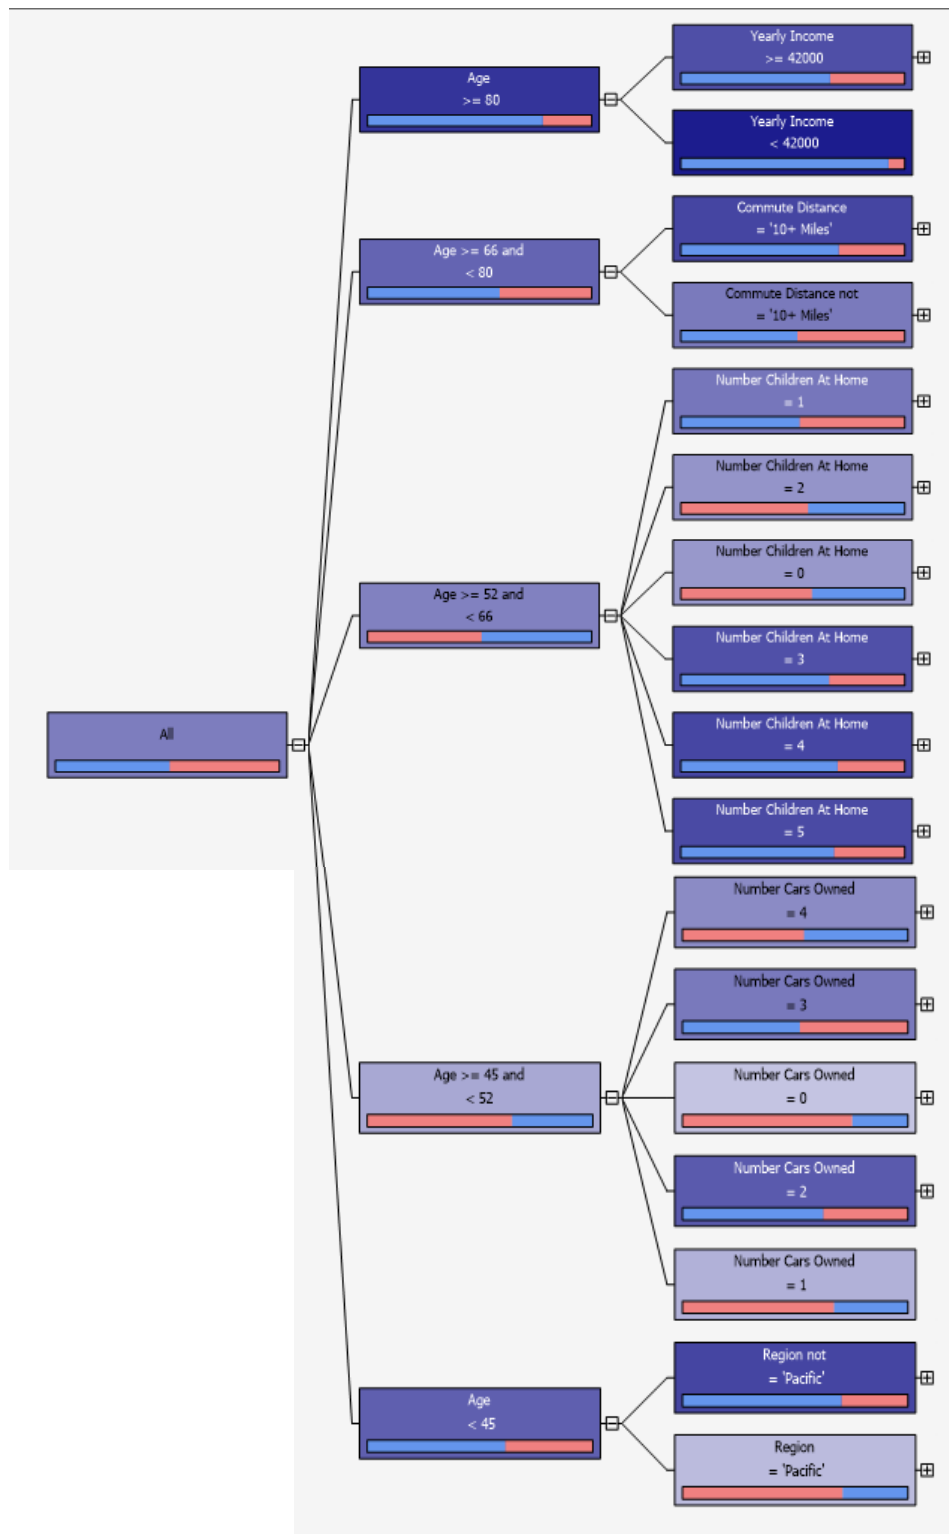 Yearly Income
>= 42000
Age
>= 80
Yearly Income
< 42000
Commute Distance
= '10+ Miles'
Age >= 66 and
< 80
Commute Distance not
= '10+ Miles'
Number Children At Home
= 1
Number Children At Home
= 2
Number Children At Home
= 0
Age >= 52 and
< 66
Number Children At Home
= 3
All
Number Children At Home
= 4
Number Children At Home
= 5
Number Cars Owned
= 4
Number Cars Owned
= 3
Age >= 45 and
< 52
Number Cars Owned
= 0
Number Cars Owned
= 2
Number Cars Owned
= 1
Region not
= 'Pacific'
Age
< 45
Region
= 'Pacific'